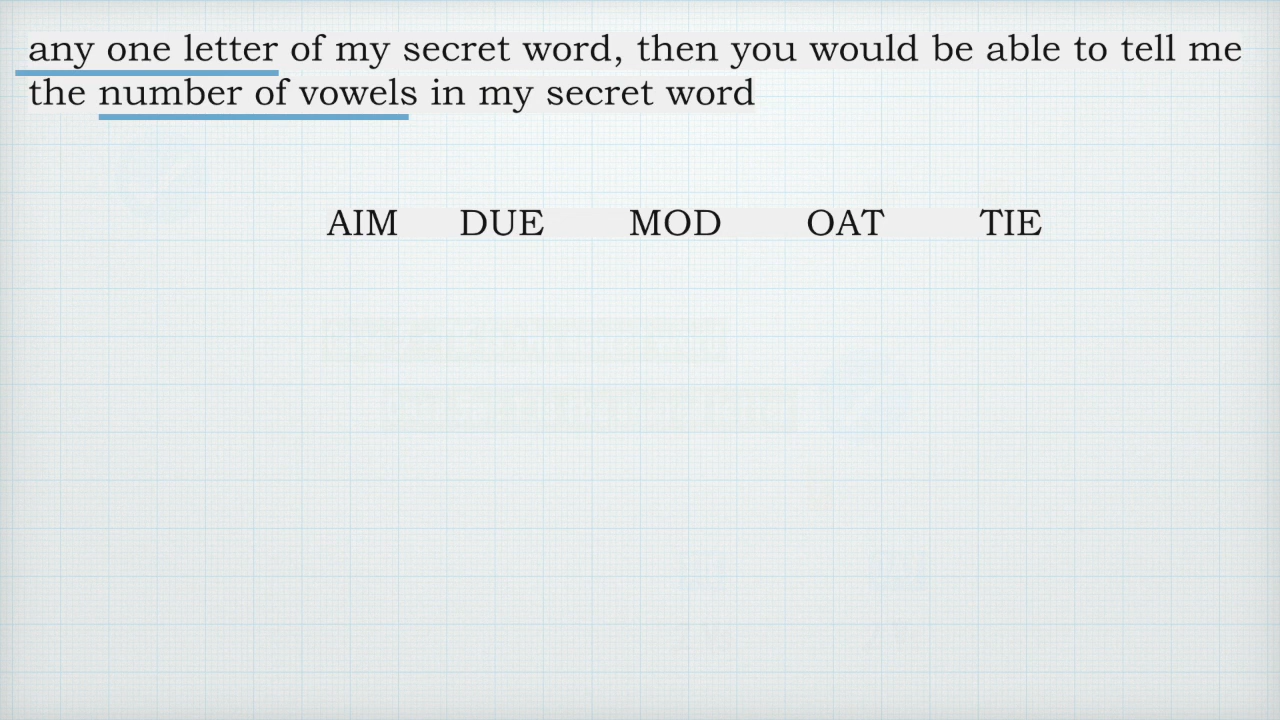 any one letter of my secret word, then you would be able to tell me
the number of vowels in my secret word
AIM DUE MOD OAT TIE